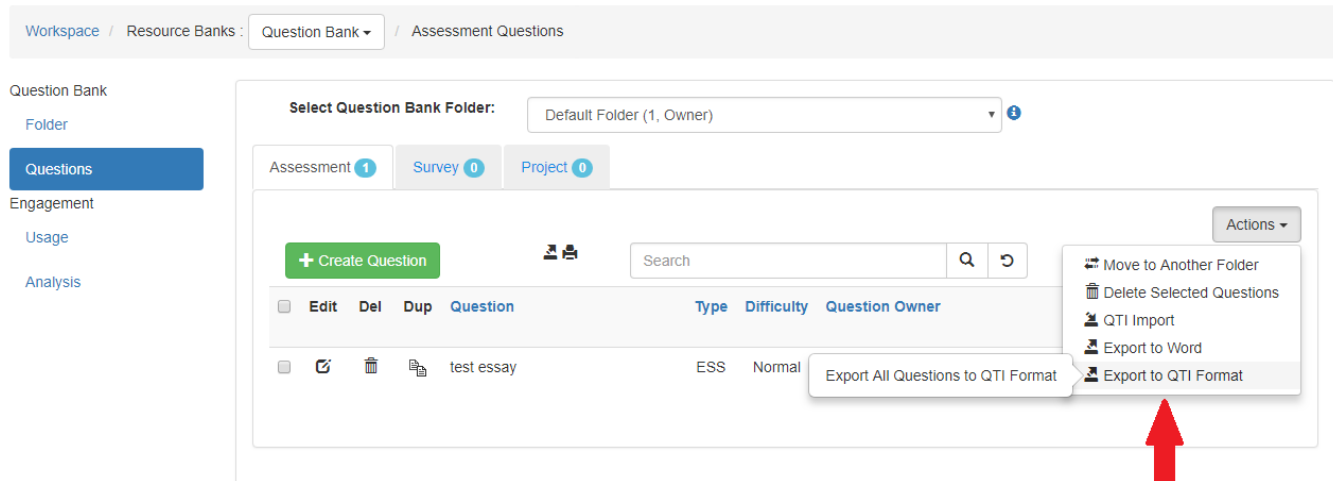 Workspace / Resource Banks : Question Bank / Assessment Questions
Question Bank
Folder
Questions
Engagement
Usage
Analysis
Select Question Bank Folder: Default Folder (1, Owner)
Assessment 1 Survey 0 Project 0
Actions
Create Question Search
Move to Another Folder
Delete Selected Questions
QTI Import
Export to Word
Export to QTI Format
Edit Del Dup Question Type Difficulty Question Owner
test essay ESS Normal
Export All Questions to QTI Format